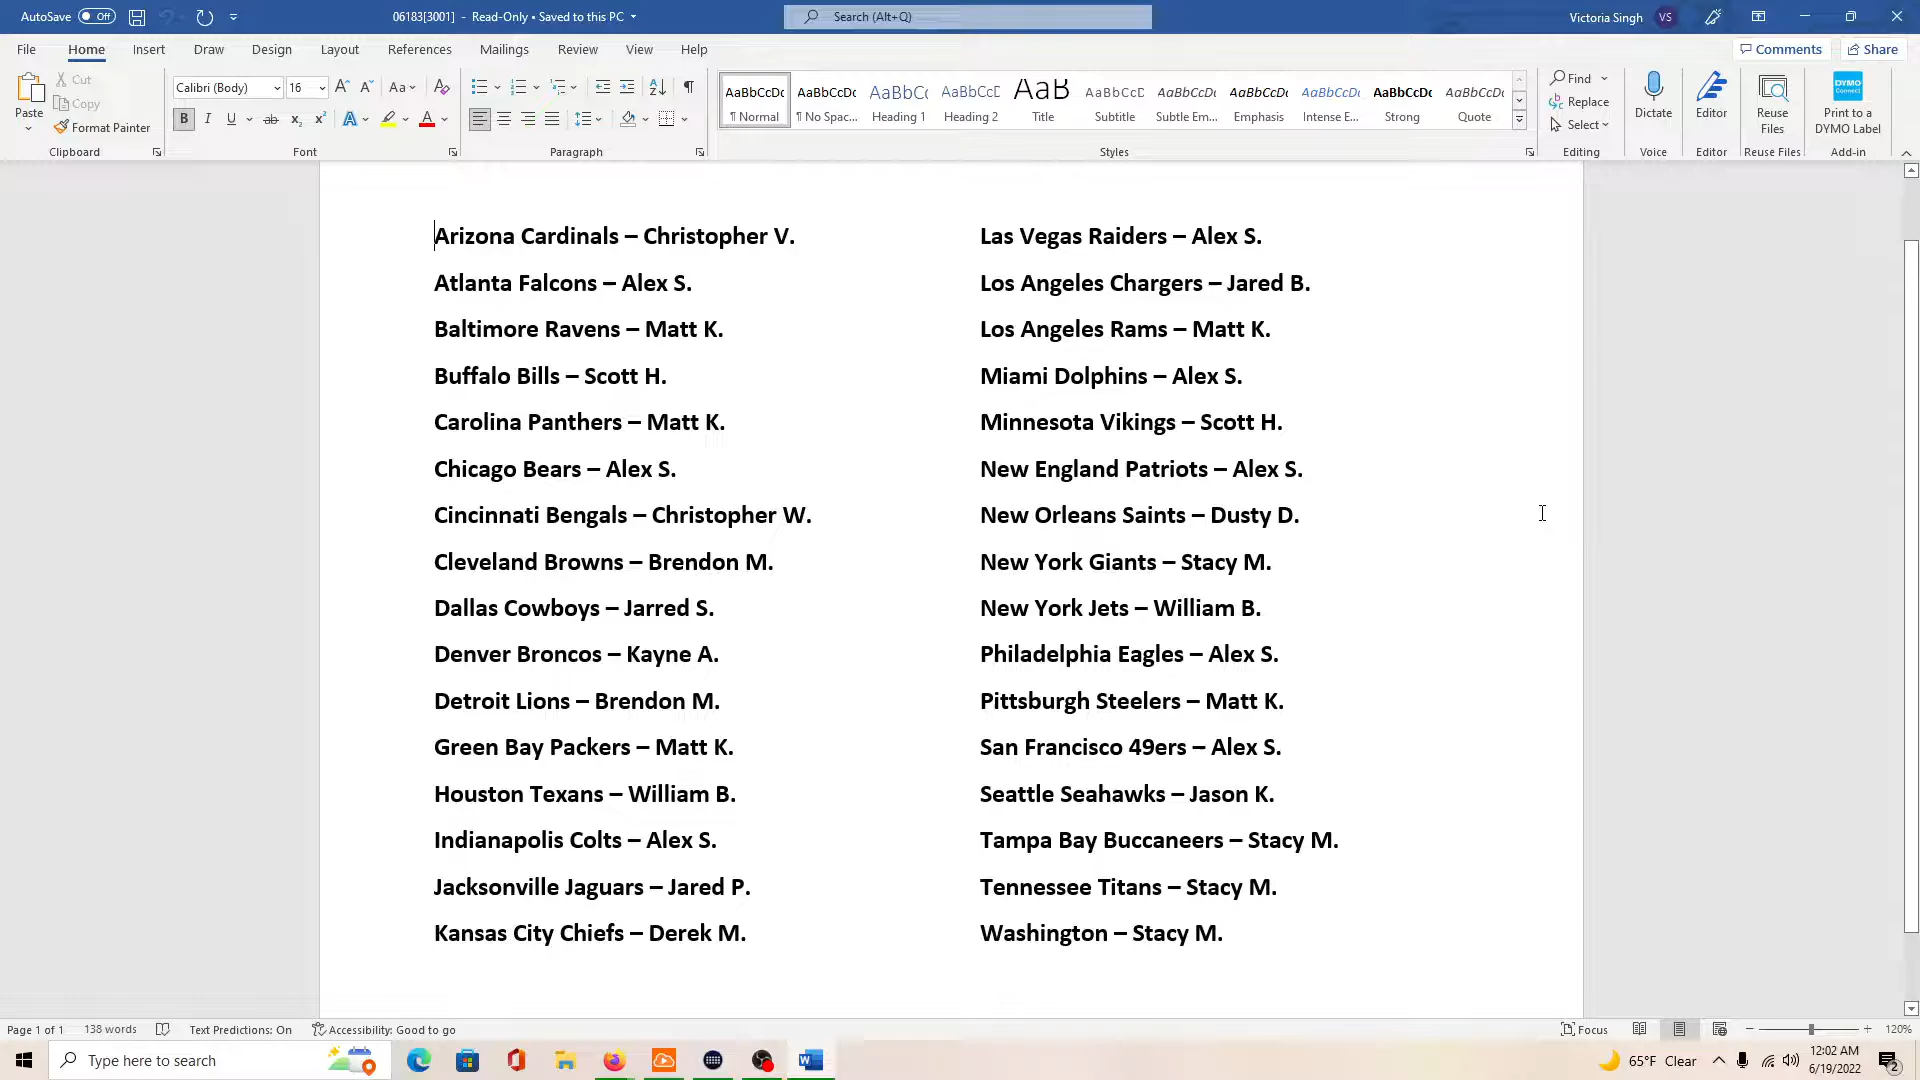 AutoSave Off 06183[3001] - Read-Only • Saved to this PC Search (Alt+Q) Victoria Singh VS
File Home Insert Draw Design Layout References Mailings Review View Help Comments Share
Paste Cut Copy Format Painter
Calibri (Body) 16
AaBbCcDc AaBbCcDc AaBbC( AaBbCcC AaB AaBbCcD AaBbCcDc AaBbCcDc AaBbCcDc AaBbCcDc AaBbCcDc
¶ Normal ¶ No Spac... Heading 1 Heading 2 Title Subtitle Subtle Em... Emphasis Intense E... Strong Quote
Find Replace Select
Dictate Editor Reuse Files Print to a DYMO Label
Clipboard Font Paragraph Styles Editing Voice Editor Reuse Files Add-in
Arizona Cardinals – Christopher V.
Atlanta Falcons – Alex S.
Baltimore Ravens – Matt K.
Buffalo Bills – Scott H.
Carolina Panthers – Matt K.
Chicago Bears – Alex S.
Cincinnati Bengals – Christopher W.
Cleveland Browns – Brendon M.
Dallas Cowboys – Jarred S.
Denver Broncos – Kayne A.
Detroit Lions – Brendon M.
Green Bay Packers – Matt K.
Houston Texans – William B.
Indianapolis Colts – Alex S.
Jacksonville Jaguars – Jared P.
Kansas City Chiefs – Derek M.
Las Vegas Raiders – Alex S.
Los Angeles Chargers – Jared B.
Los Angeles Rams – Matt K.
Miami Dolphins – Alex S.
Minnesota Vikings – Scott H.
New England Patriots – Alex S.
New Orleans Saints – Dusty D.
New York Giants – Stacy M.
New York Jets – William B.
Philadelphia Eagles – Alex S.
Pittsburgh Steelers – Matt K.
San Francisco 49ers – Alex S.
Seattle Seahawks – Jason K.
Tampa Bay Buccaneers – Stacy M.
Tennessee Titans – Stacy M.
Washington – Stacy M.
Page 1 of 1 138 words Text Predictions: On Accessibility: Good to go Focus 120%
Type here to search 65°F Clear 12:02 AM
6/19/2022 2